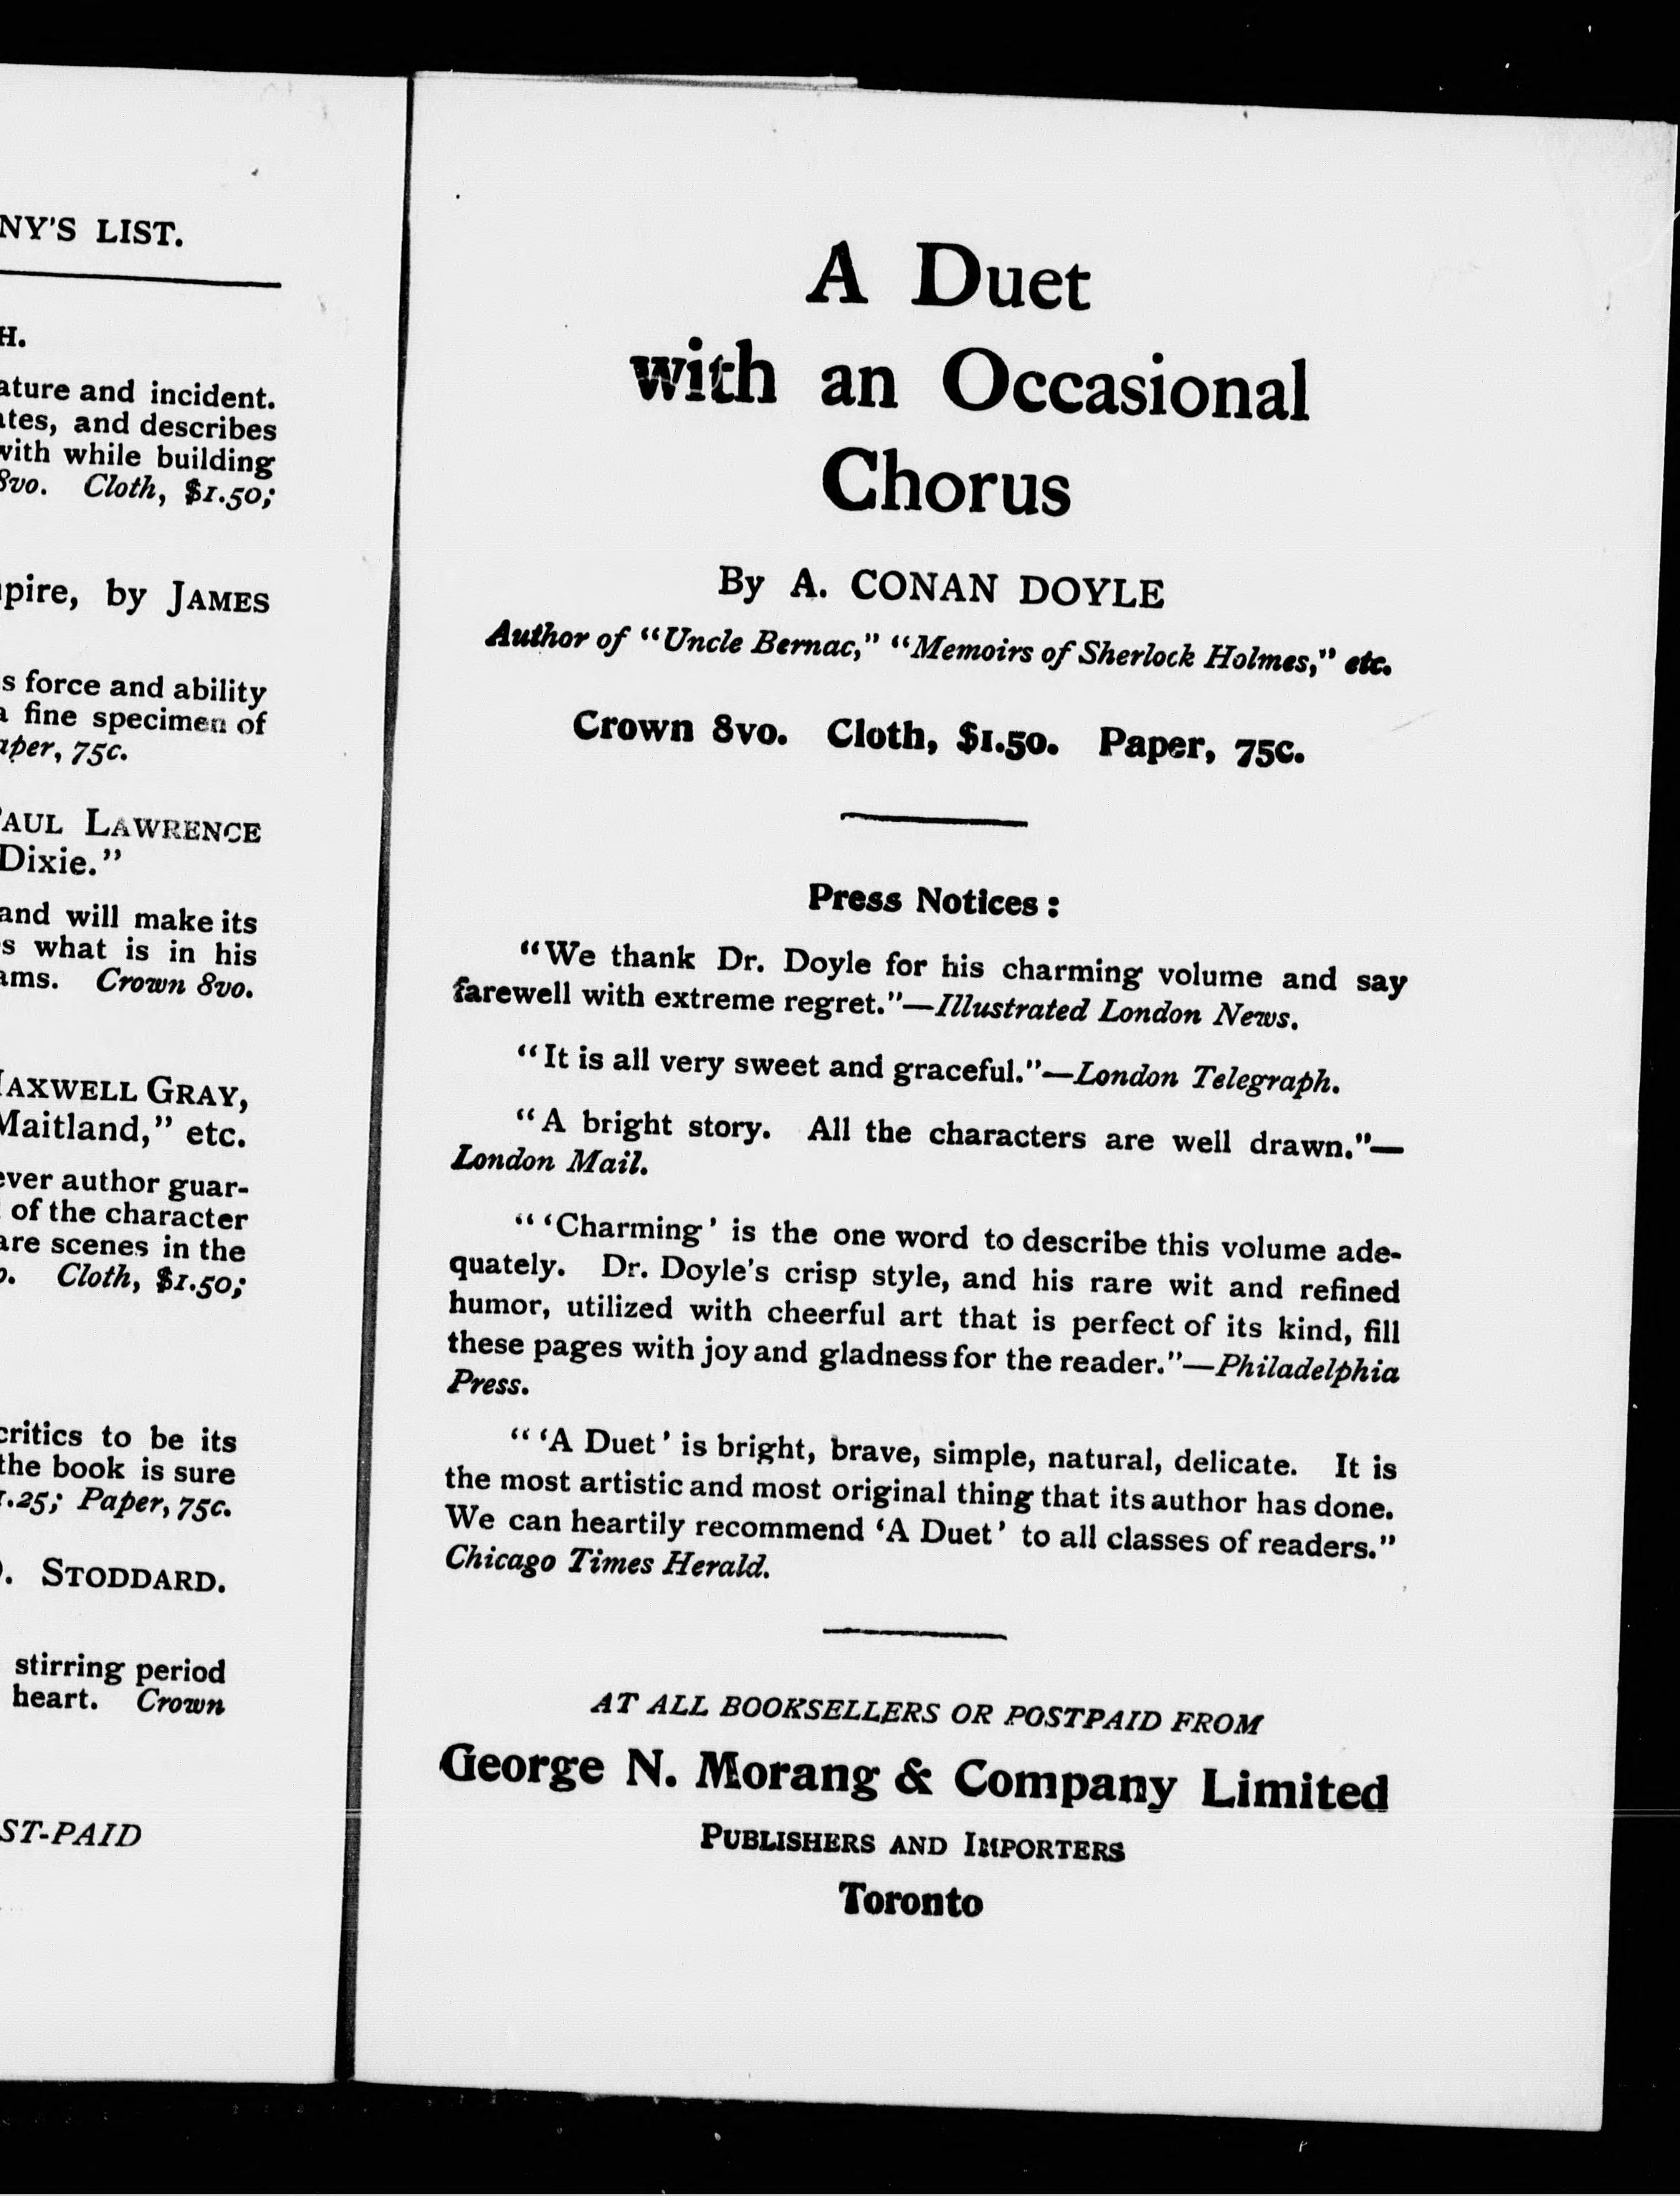 NY'S LIST.
H.
ature and incident.
ates, and describes
with while building
8vo. Cloth, $1.50;
pire, by JAMES
s force and ability
a fine specimen of
aper, 75c.
PAUL LAWRENCE
Dixie."
and will make its
s what is in his
ams. Crown 8vo.
MAXWELL GRAY,
Maitland," etc.
ever author guar-
of the character
are scenes in the
o. Cloth, $1.50;
critics to be its
the book is sure
1.25; Paper, 75c.
D. STODDARD.
stirring period
heart. Crown
ST-PAID
A Duet
with an Occasional
Chorus
By A. CONAN DOYLE
Author of "Uncle Bernac," "Memoirs of Sherlock Holmes," etc.
Crown 8vo. Cloth, $1.50. Paper, 75c.
Press Notices:
"We thank Dr. Doyle for his charming volume and say
farewell with extreme regret."—Illustrated London News.
"It is all very sweet and graceful."—London Telegraph.
"A bright story. All the characters are well drawn."—
London Mail.
"'Charming' is the one word to describe this volume ade-
quately. Dr. Doyle's crisp style, and his rare wit and refined
humor, utilized with cheerful art that is perfect of its kind, fill
these pages with joy and gladness for the reader."—Philadelphia
Press.
"'A Duet' is bright, brave, simple, natural, delicate. It is
the most artistic and most original thing that its author has done.
We can heartily recommend 'A Duet' to all classes of readers."
Chicago Times Herald.
AT ALL BOOKSELLERS OR POSTPAID FROM
George N. Morang & Company Limited
PUBLISHERS AND IMPORTERS
Toronto